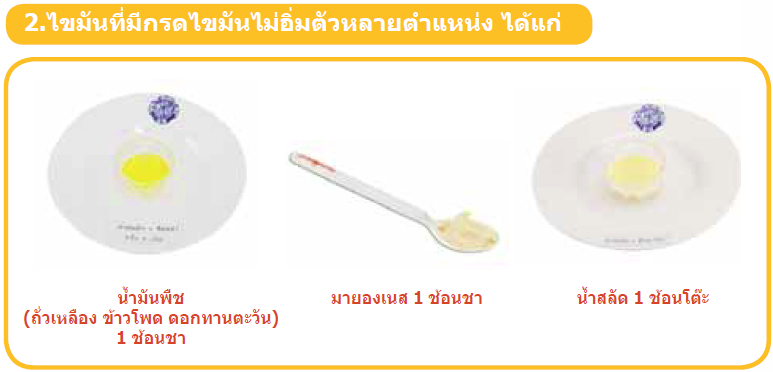 2.ไขมันที่มีกรดไขมันไม่อิ่มตัวหลายตำแหน่ง ได้แก่
น้ำมันพืช
(ถั่วเหลือง ข้าวโพด ดอกทานตะวัน)
1 ช้อนชา
มายองเนส 1 ช้อนชา
น้ำสลัด 1 ช้อนโต๊ะ